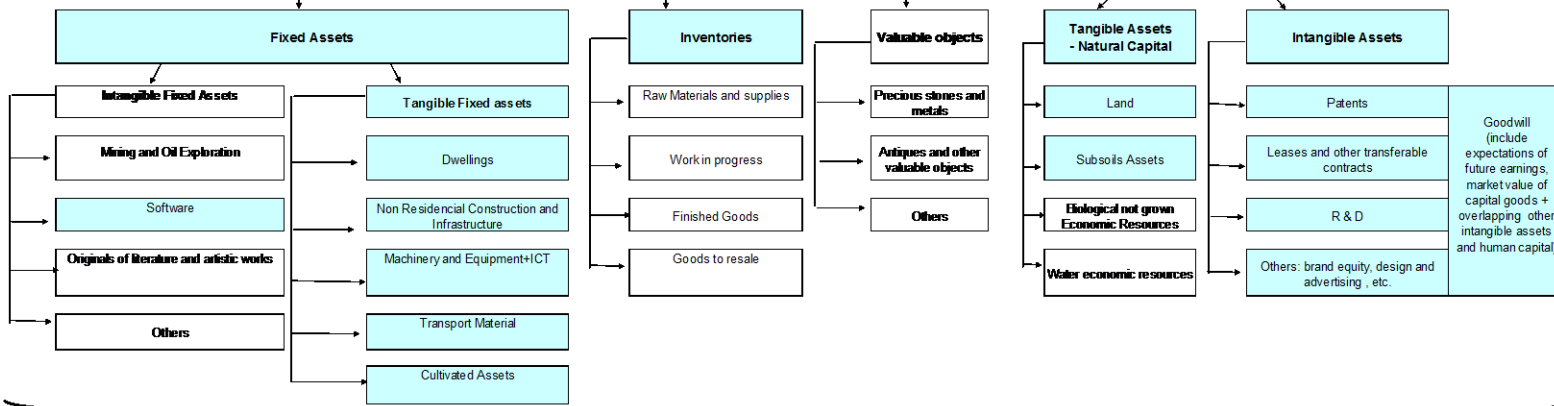 Fixed Assets
Inventories
Valuable objects
Tangible Assets
- Natural Capital
Intangible Assets
Intangible Fixed Assets
Mining and Oil Exploration
Software
Originals of literature and artistic works
Others
Tangible Fixed assets
Dwellings
Non Residencial Construction and
Infrastructure
Machinery and Equipment+ICT
Transport Material
Cultivated Assets
Raw Materials and supplies
Work in progress
Finished Goods
Goods to resale
Precious stones and
metals
Antiques and other
valuable objects
Others
Land
Subsoils Assets
Biological not grown
Economic Resources
Water economic resources
Patents
Leases and other transferable
contracts
R & D
Others: brand equity, design and
advertising , etc.
Goodwill
(include
expectations of
future earnings,
market value of
capital goods +
overlapping other
intangible assets
and human capital)